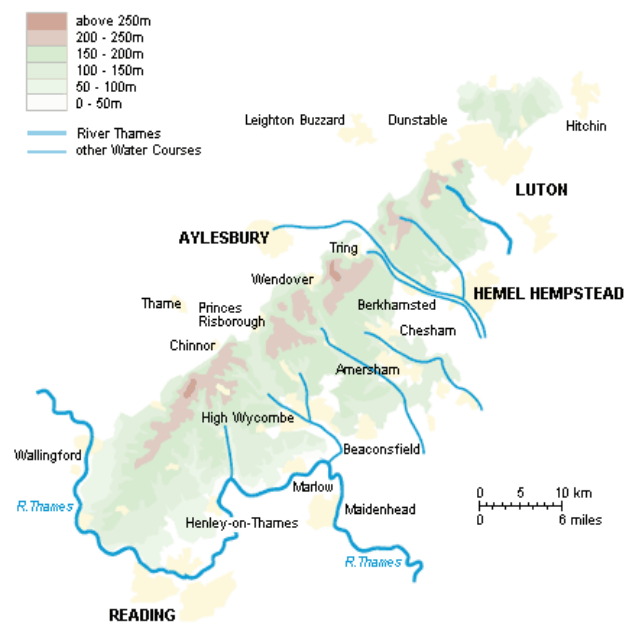 above 250m
200 - 250m
150 - 200m
100 - 150m
50 - 100m
0 - 50m
River Thames
other Water Courses
Leighton Buzzard
Dunstable
Hitchin
LUTON
AYLESBURY
Tring
Wendover
HEMEL HEMPSTEAD
Thame
Princes
Risborough
Berkhamsted
Chesham
Chinnor
Amersham
High Wycombe
Wallingford
Beaconsfield
Marlow
R.Thames
Henley-on-Thames
Maidenhead
0 5 10 km
0 6 miles
R.Thames
READING